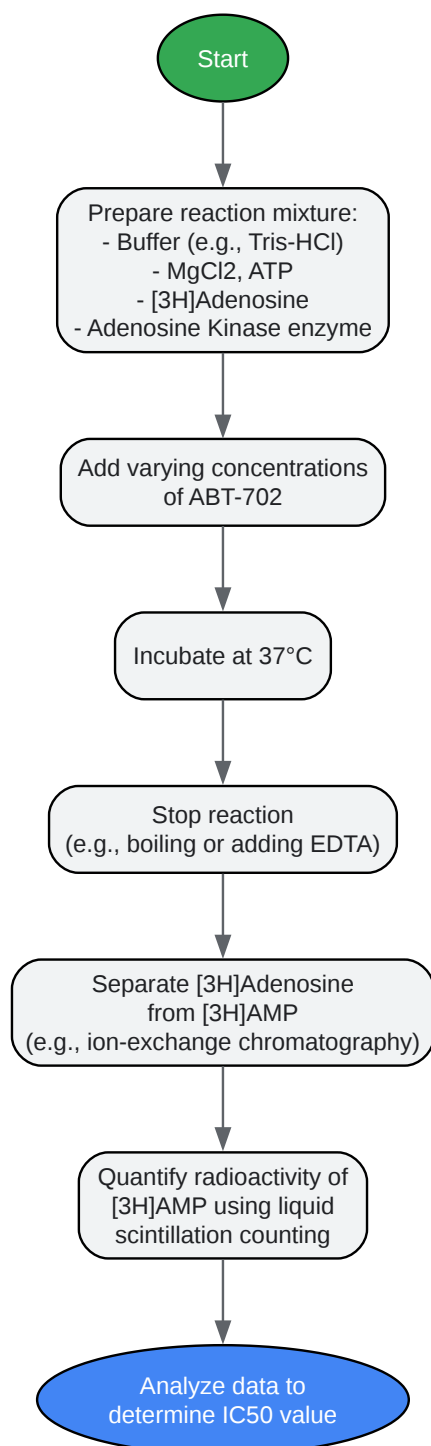 Start
Prepare reaction mixture:
- Buffer (e.g., Tris-HCl)
- MgCl2, ATP
- [3H]Adenosine
- Adenosine Kinase enzyme
Add varying concentrations
of ABT-702
Incubate at 37°C
Stop reaction
(e.g., boiling or adding EDTA)
Separate [3H]Adenosine
from [3H]AMP
(e.g., ion-exchange chromatography)
Quantify radioactivity of
[3H]AMP using liquid
scintillation counting
Analyze data to
determine IC50 value